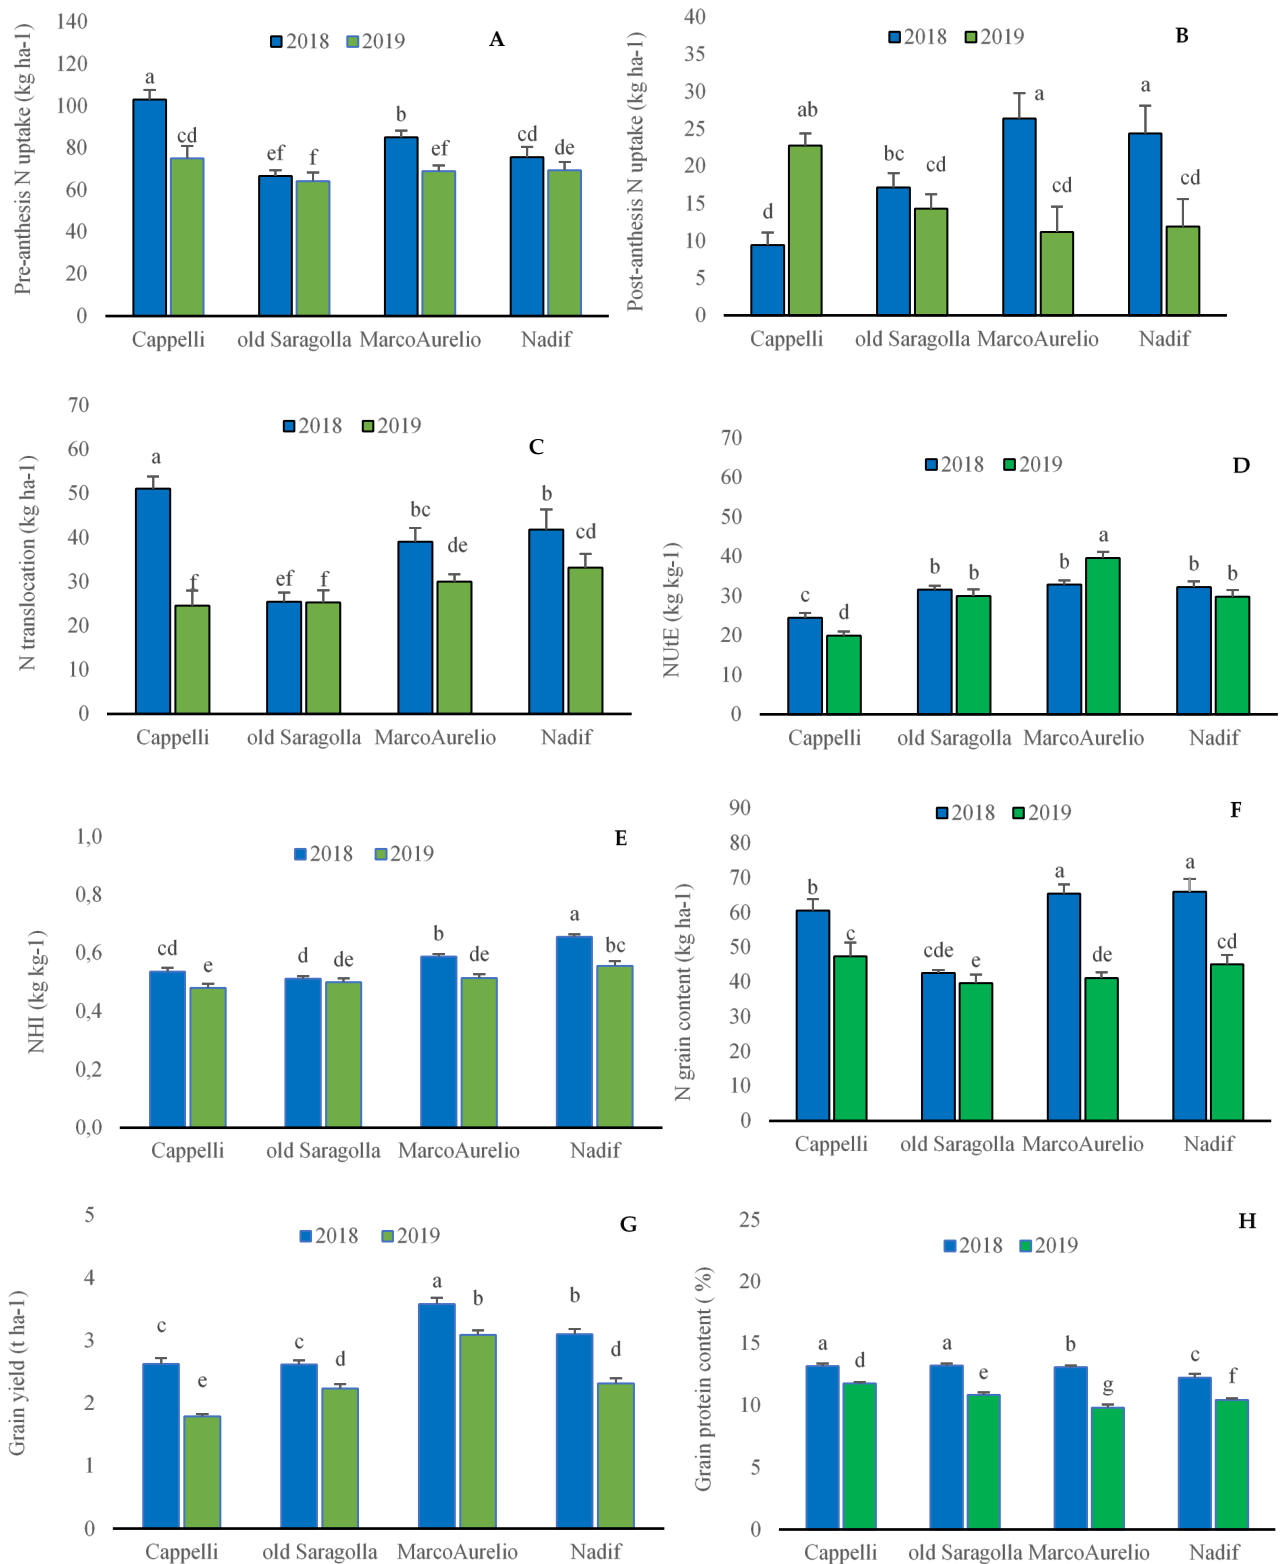 Pre-anthesis N uptake (kg ha-1)
140
120
100
80
60
40
20
0
2018 2019
A
a
cd
ef
f
b
ef
cd
de
Cappelli old Saragolla MarcoAurelio Nadif
Post-anthesis N uptake (kg ha-1)
40
35
30
25
20
15
10
5
0
2018 2019
B
d
ab
bc
cd
a
cd
a
cd
Cappelli old Saragolla MarcoAurelio Nadif
N translocation (kg ha-1)
70
60
50
40
30
20
10
0
2018 2019
C
a
f
ef
f
bc
de
b
cd
Cappelli old Saragolla MarcoAurelio Nadif
NUtE (kg kg-1)
70
60
50
40
30
20
10
0
2018 2019
D
c
d
b
b
b
a
b
b
Cappelli old Saragolla MarcoAurelio Nadif
NHI (kg kg-1)
1,0
0,8
0,6
0,4
0,2
0,0
2018 2019
E
cd
e
d
de
b
de
a
bc
Cappelli old Saragolla MarcoAurelio Nadif
N grain content (kg ha-1)
90
80
70
60
50
40
30
20
10
0
2018 2019
F
b
c
cde
e
a
de
a
cd
Cappelli old Saragolla MarcoAurelio Nadif
Grain yield (t ha-1)
5
4
3
2
1
0
2018 2019
G
c
e
c
d
a
b
b
d
Cappelli old Saragolla MarcoAurelio Nadif
Grain protein content ( %)
25
20
15
10
5
0
2018 2019
H
a
d
a
e
b
g
c
f
Cappelli old Saragolla MarcoAurelio Nadif